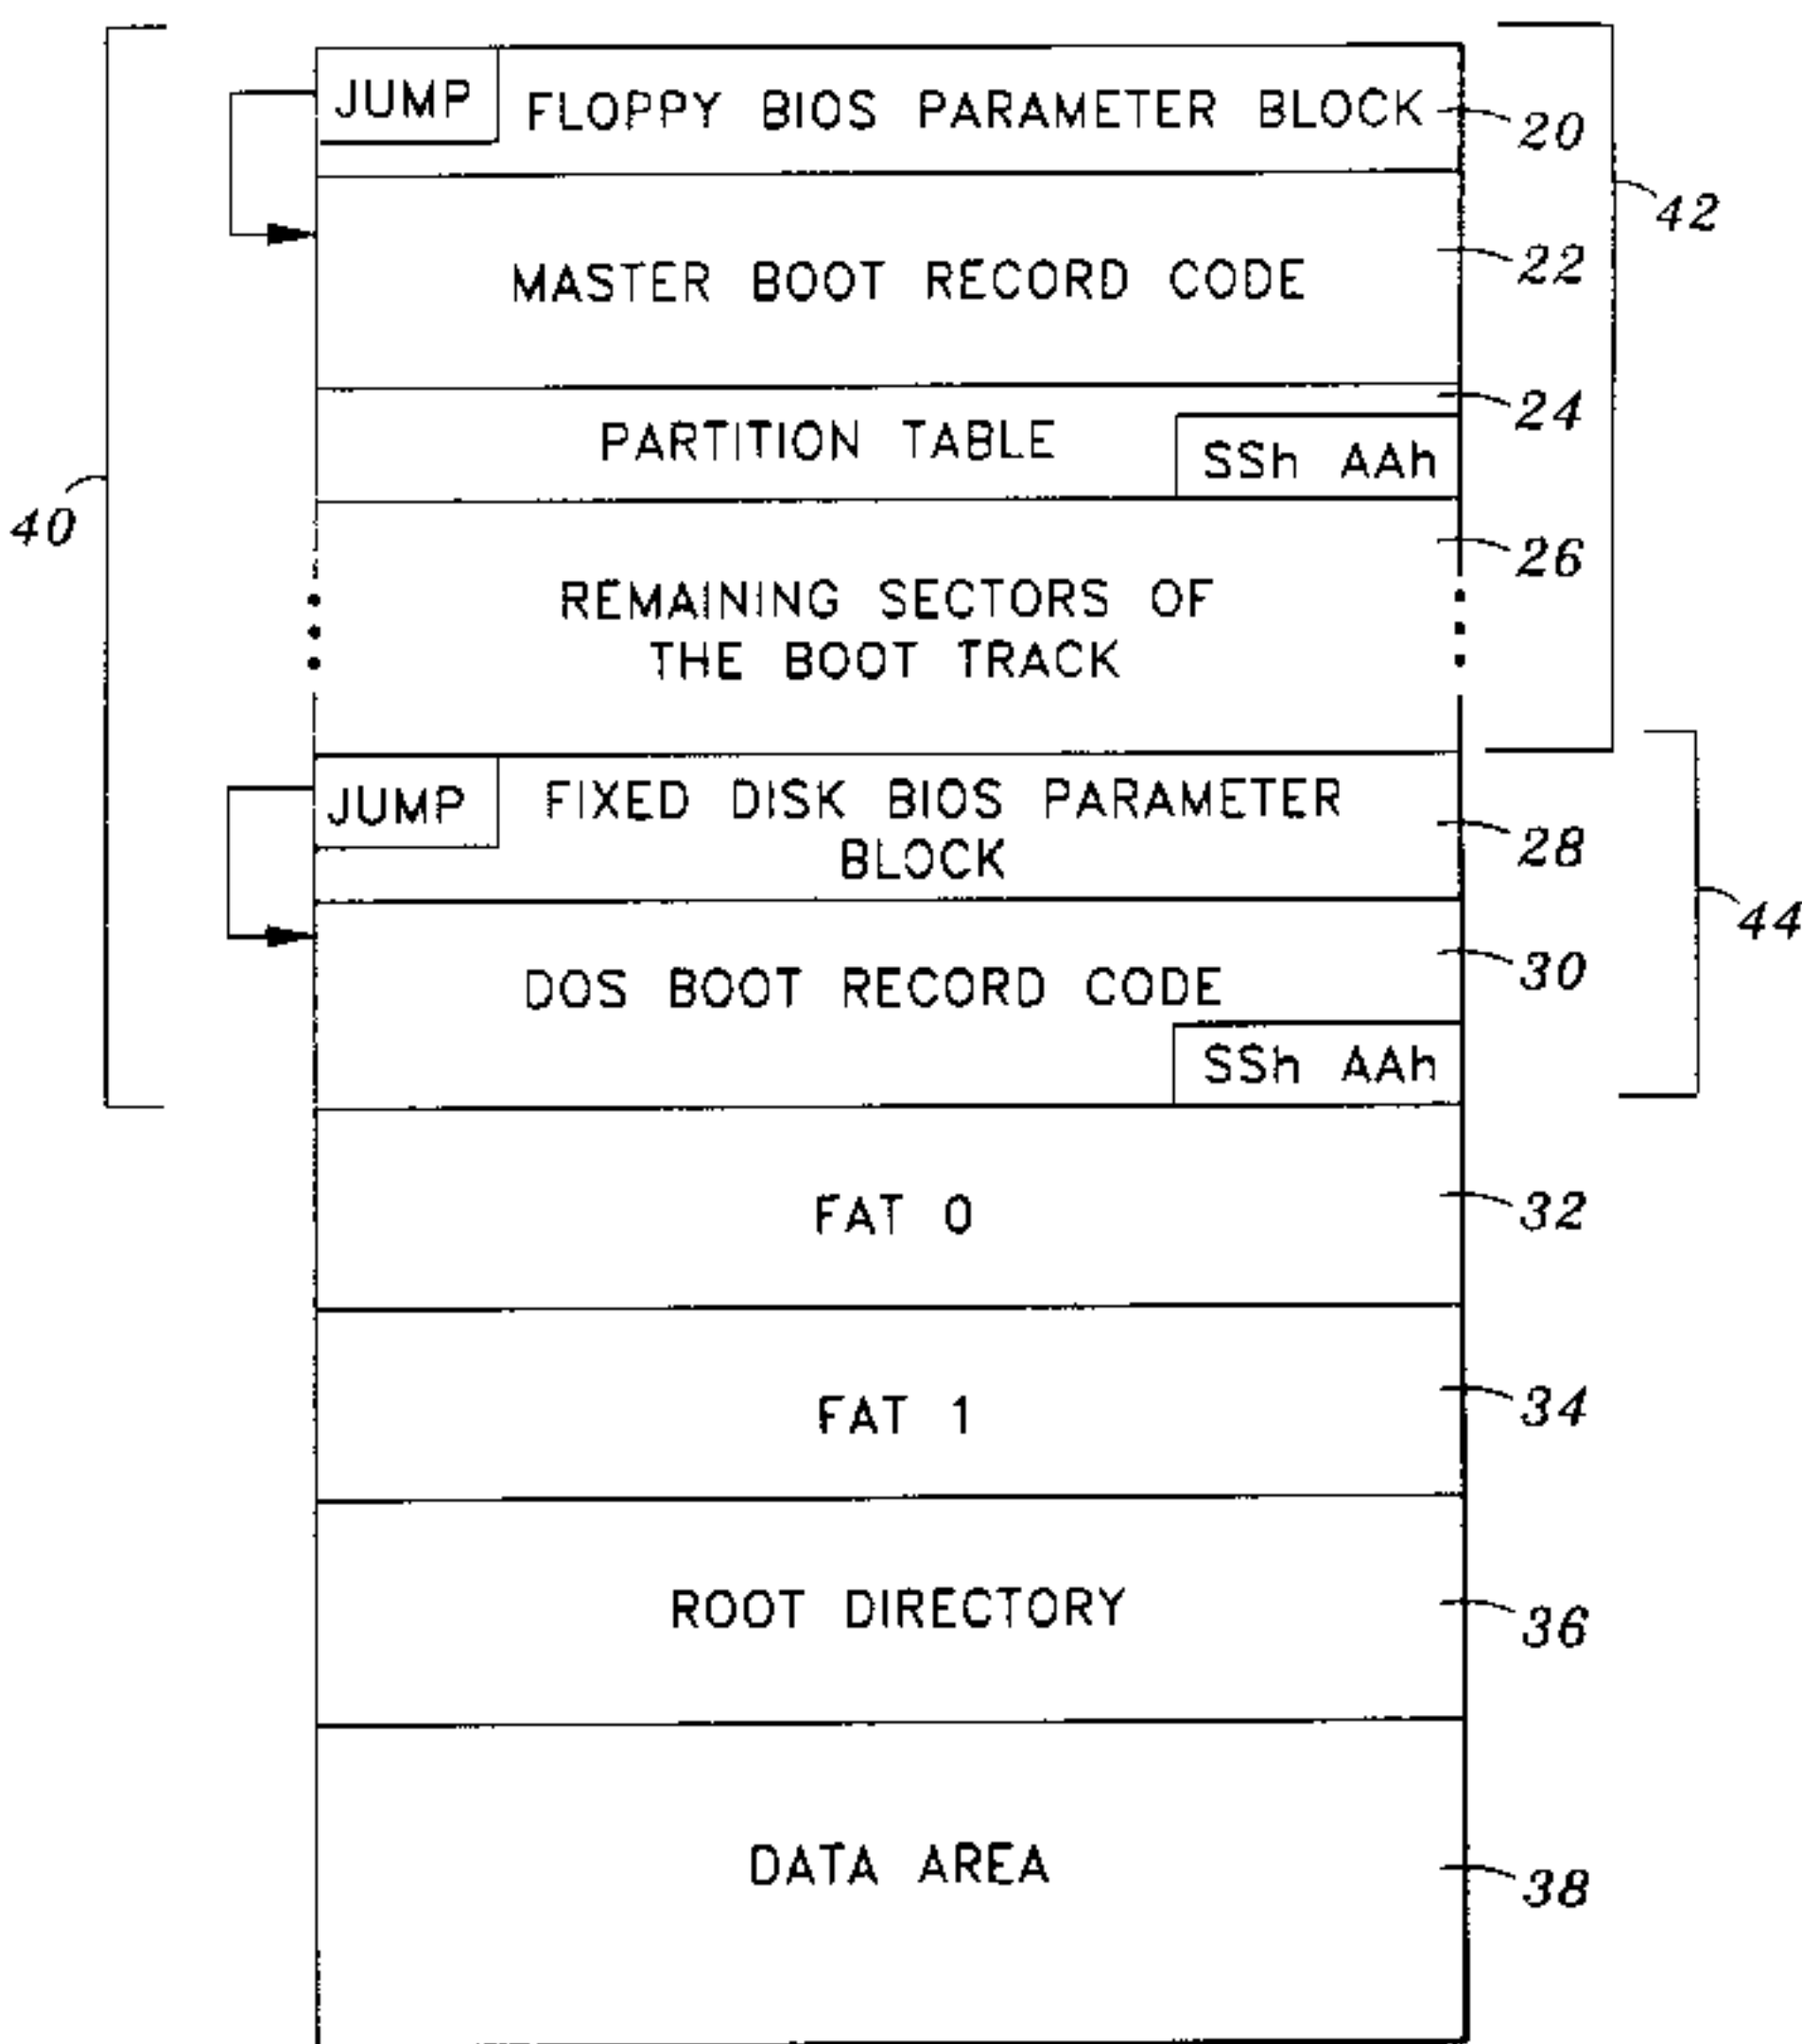 JUMP FLOPPY BIOS PARAMETER BLOCK 20
42
MASTER BOOT RECORD CODE 22
PARTITION TABLE 24
SSh AAh
40
26
REMAINING SECTORS OF
THE BOOT TRACK
JUMP FIXED DISK BIOS PARAMETER
BLOCK 28
44
DOS BOOT RECORD CODE 30
SSh AAh
FAT 0 32
FAT 1 34
ROOT DIRECTORY 36
DATA AREA 38